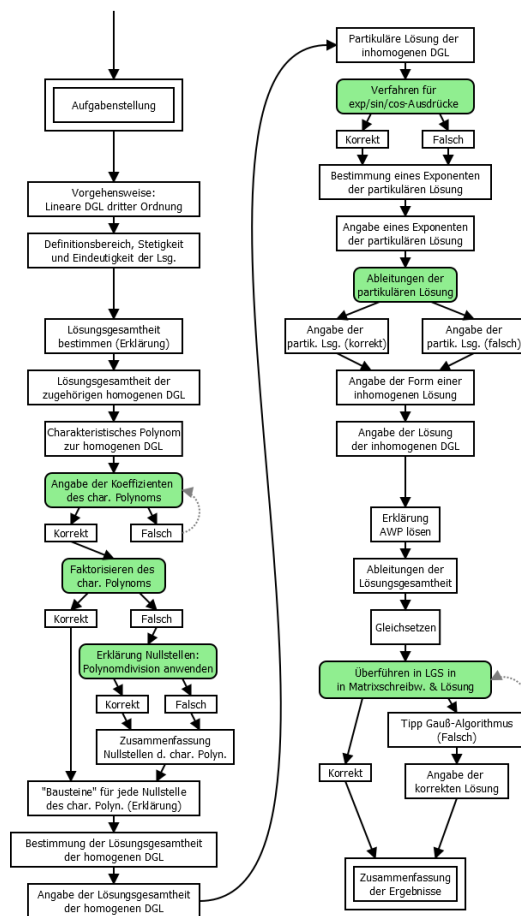 Aufgabenstellung
Vorgehensweise:
Lineare DGL dritter Ordnung
Definitionsbereich, Stetigkeit
und Eindeutigkeit der Lsg.
Lösungsgesamtheit
bestimmen (Erklärung)
Lösungsgesamtheit der
zugehörigen homogenen DGL
Charakteristisches Polynom
zur homogenen DGL
Angabe der Koeffizienten
des char. Polynoms
Korrekt
Falsch
Faktorisieren des
char. Polynoms
Korrekt
Falsch
Erklärung Nullstellen:
Polynomdivision anwenden
Korrekt
Falsch
Zusammenfassung
Nullstellen d. char. Polyn.
"Bausteine" für jede Nullstelle
des char. Polyn. (Erklärung)
Bestimmung der Lösungsgesamtheit
der homogenen DGL
Angabe der Lösungsgesamtheit
der homogenen DGL
Partikuläre Lösung der
inhomogenen DGL
Verfahren für
exp/sin/cos-Ausdrücke
Korrekt
Falsch
Bestimmung eines Exponenten
der partikulären Lösung
Angabe eines Exponenten
der partikulären Lösung
Ableitungen der
partikulären Lösung
Angabe der
partik. Lsg. (korrekt)
Angabe der
partik. Lsg. (falsch)
Angabe der Form einer
inhomogenen Lösung
Angabe der Lösung
der inhomogenen DGL
Erklärung
AWP lösen
Ableitungen der
Lösungsgesamtheit
Gleichsetzen
Überführen in LGS in
in Matrixschreibw. & Lösung
Tipp Gauß-Algorithmus
(Falsch)
Korrekt
Angabe der
korrekten Lösung
Zusammenfassung
der Ergebnisse